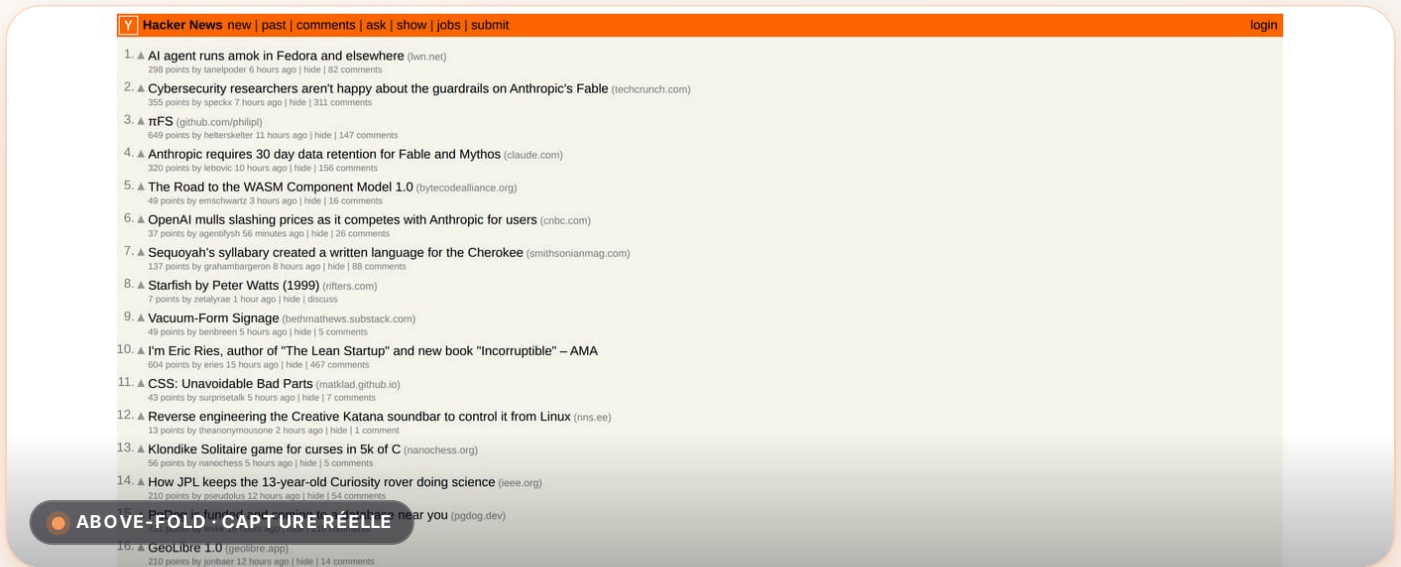 Y Hacker News new | past | comments | ask | show | jobs | submit login
1. ▲ AI agent runs amok in Fedora and elsewhere (lwn.net)
298 points by tanelpoder 6 hours ago | hide | 82 comments
2. ▲ Cybersecurity researchers aren't happy about the guardrails on Anthropic's Fable (techcrunch.com)
355 points by speckx 7 hours ago | hide | 311 comments
3. ▲ πFS (github.com/philipl)
649 points by helterskelter 11 hours ago | hide | 147 comments
4. ▲ Anthropic requires 30 day data retention for Fable and Mythos (claude.com)
320 points by lebovic 10 hours ago | hide | 156 comments
5. ▲ The Road to the WASM Component Model 1.0 (bytecodealliance.org)
49 points by emschwartz 3 hours ago | hide | 16 comments
6. ▲ OpenAI mulls slashing prices as it competes with Anthropic for users (cnbc.com)
37 points by agentifysh 56 minutes ago | hide | 26 comments
7. ▲ Sequoyah's syllabary created a written language for the Cherokee (smithsonianmag.com)
137 points by grahambargeron 8 hours ago | hide | 88 comments
8. ▲ Starfish by Peter Watts (1999) (rifters.com)
7 points by zetalyrae 1 hour ago | hide | discuss
9. ▲ Vacuum-Form Signage (bethmathews.substack.com)
49 points by benbreen 5 hours ago | hide | 5 comments
10. ▲ I'm Eric Ries, author of "The Lean Startup" and new book "Incorruptible" – AMA
604 points by eries 15 hours ago | hide | 467 comments
11. ▲ CSS: Unavoidable Bad Parts (matklad.github.io)
43 points by surprisetalk 5 hours ago | hide | 7 comments
12. ▲ Reverse engineering the Creative Katana soundbar to control it from Linux (nns.ee)
13 points by theanonymousone 2 hours ago | hide | 1 comment
13. ▲ Klondike Solitaire game for curses in 5k of C (nanochess.org)
56 points by nanochess 5 hours ago | hide | 5 comments
14. ▲ How JPL keeps the 13-year-old Curiosity rover doing science (ieee.org)
210 points by pseudolus 12 hours ago | hide | 54 comments
15. ▲ PgDog is funded and coming to a database near you (pgdog.dev)
ABOVE-FOLD · CAPTURE RÉELLE
16. ▲ GeoLibre 1.0 (geolibre.app)
210 points by jonbaer 12 hours ago | hide | 14 comments